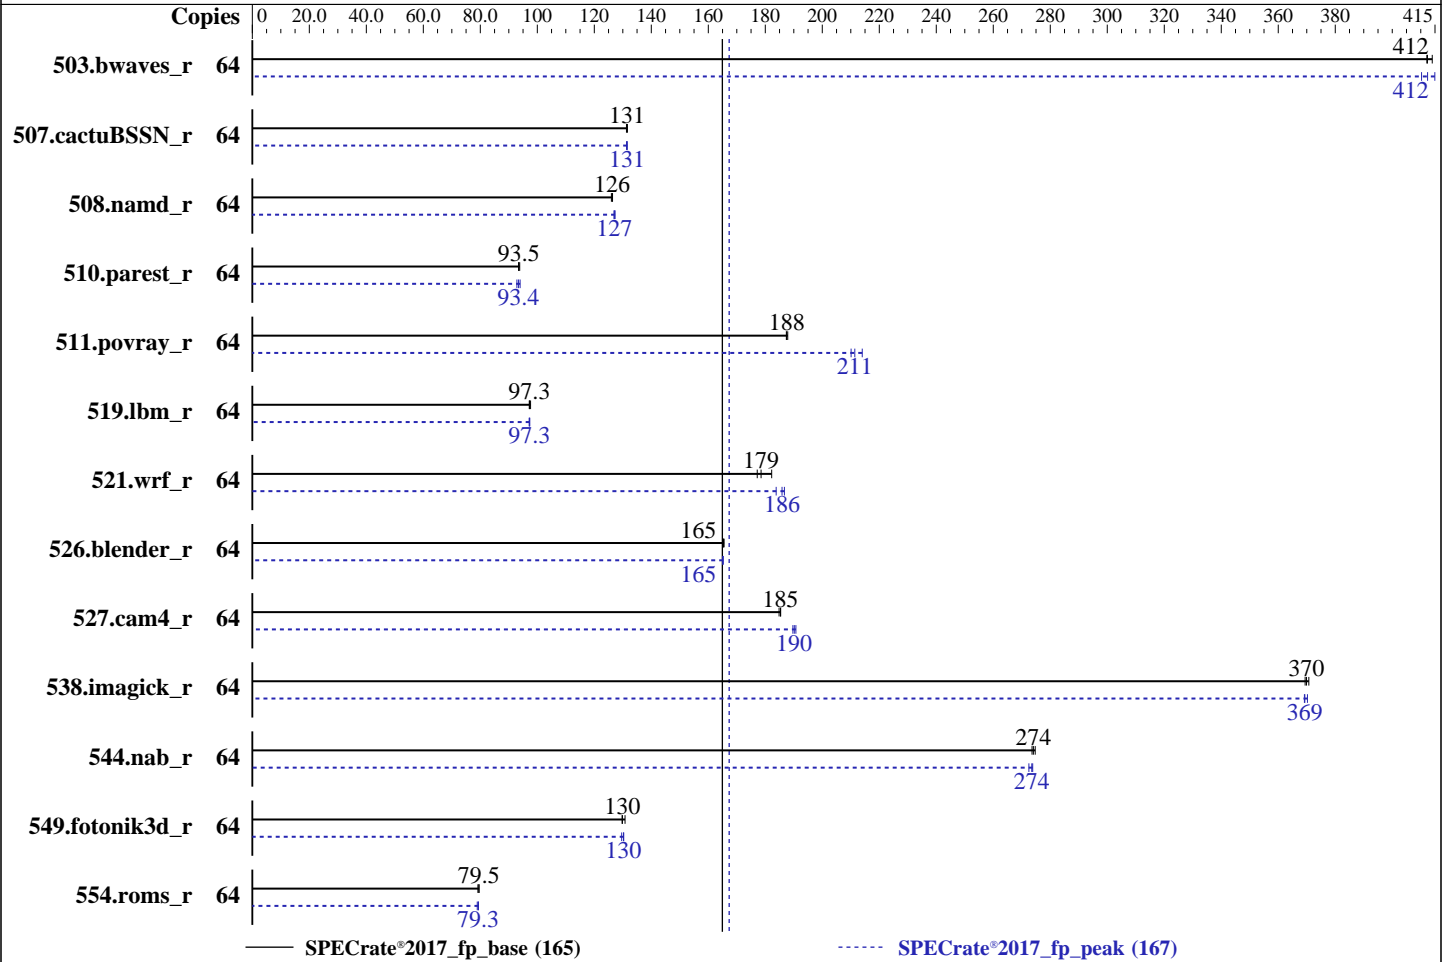 Copies 0 20.0 40.0 60.0 80.0 100 120 140 160 180 200 220 240 260 280 300 320 340 360 380 415
503.bwaves_r 64 412
412
507.cactuBSSN_r 64 131
131
508.namd_r 64 126
127
510.parest_r 64 93.5
93.4
511.povray_r 64 188
211
519.lbm_r 64 97.3
97.3
521.wrf_r 64 179
186
526.blender_r 64 165
165
527.cam4_r 64 185
190
538.imagick_r 64 370
369
544.nab_r 64 274
274
549.fotonik3d_r 64 130
130
554.roms_r 64 79.5
79.3
SPECrate®2017_fp_base (165) SPECrate®2017_fp_peak (167)